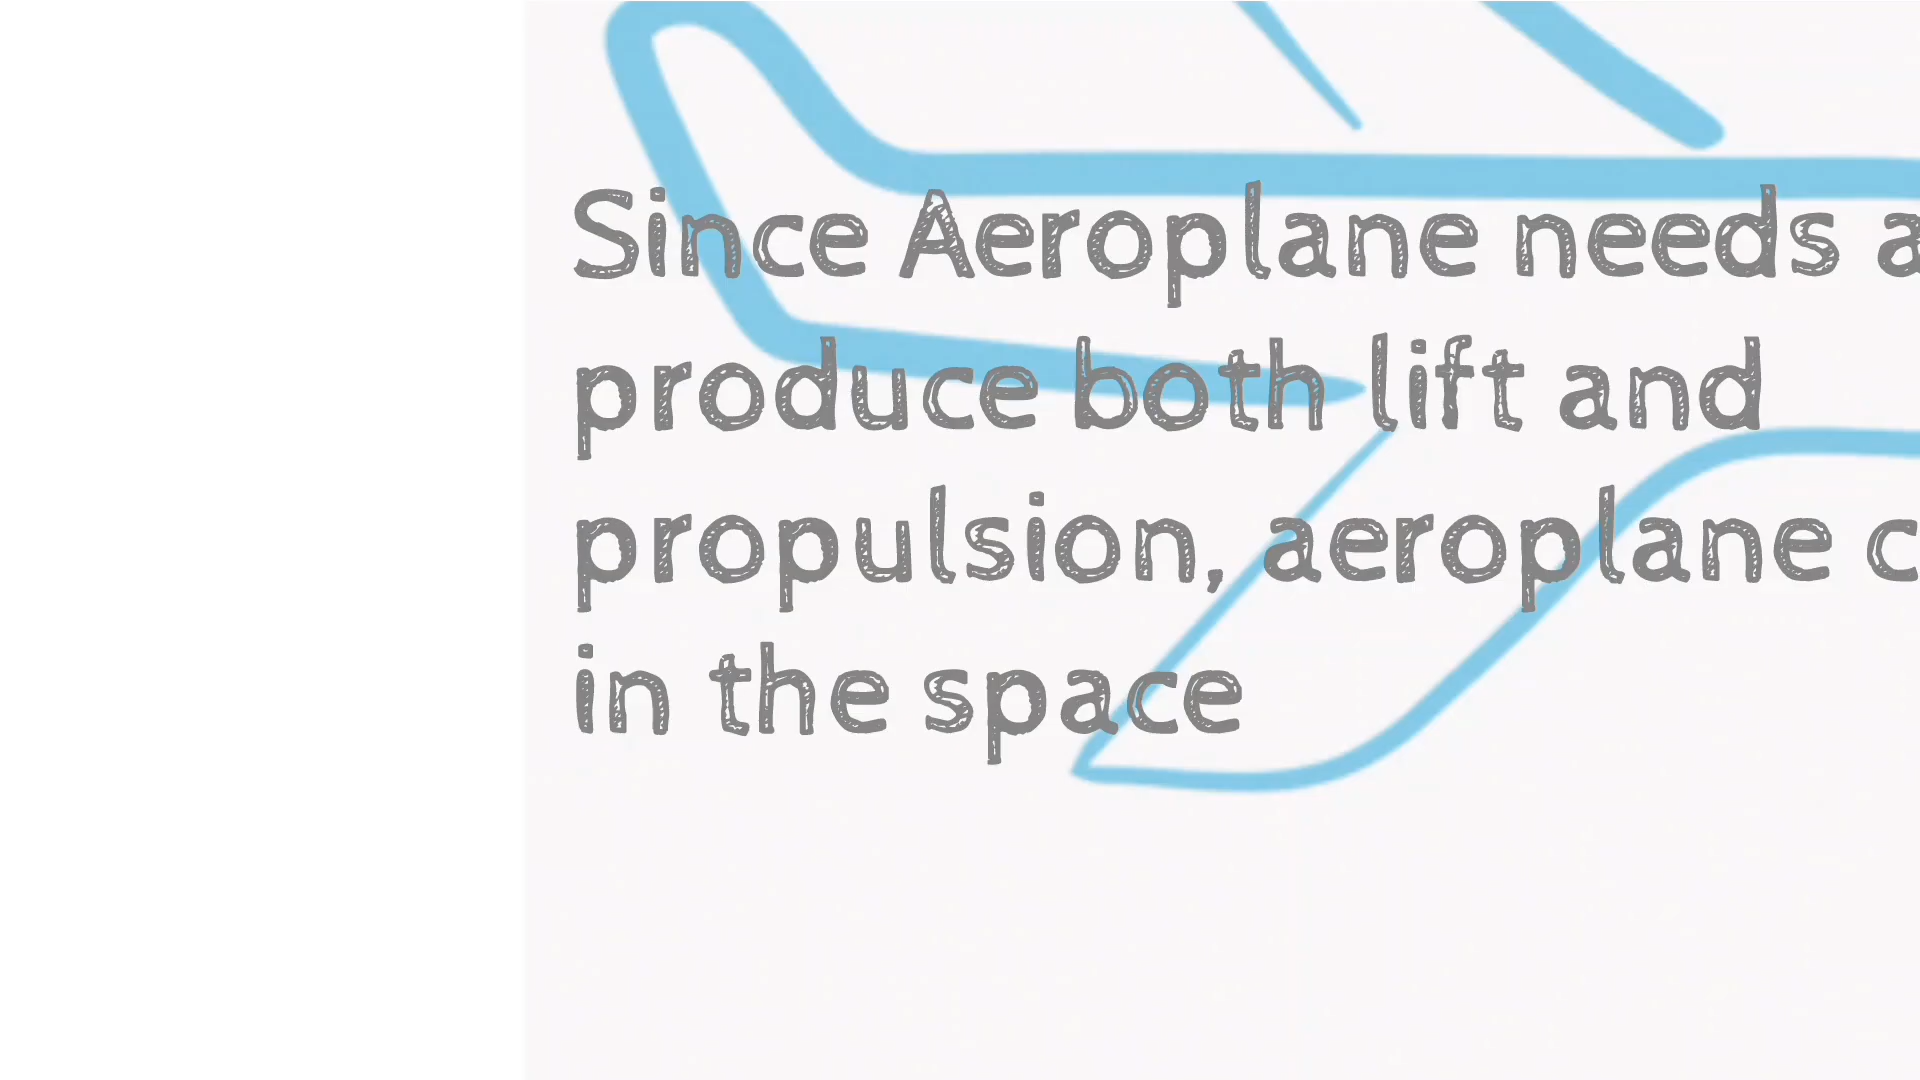 Since Aeroplane needs
produce both lift and
propulsion, aeroplane
in the space